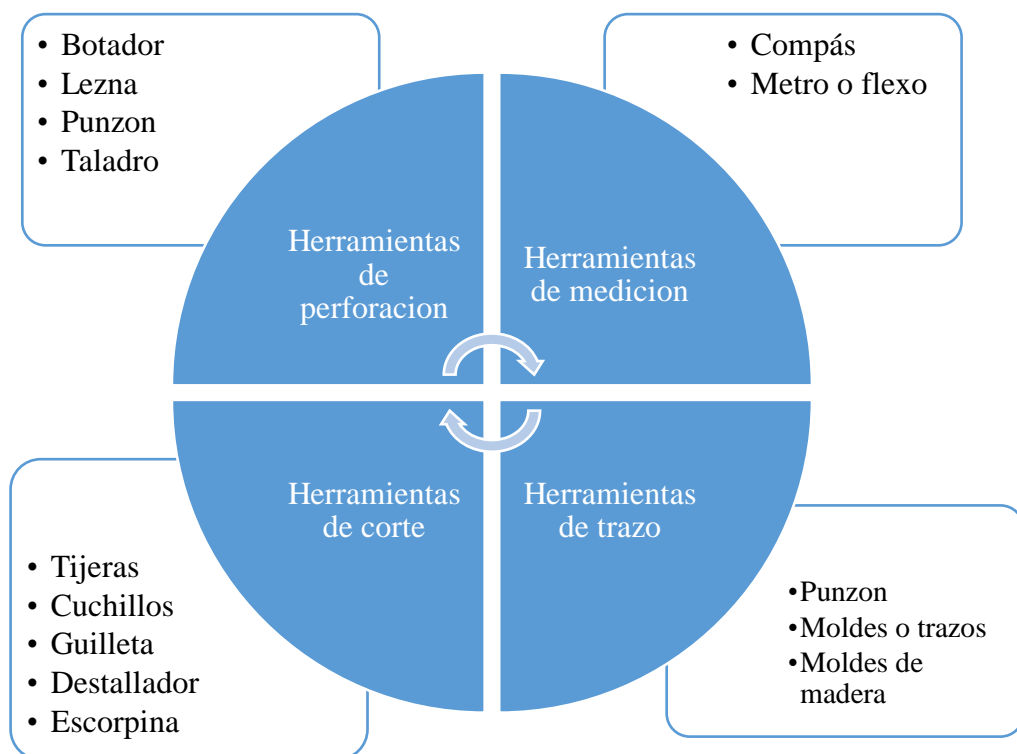 • Botador
• Lezna
• Punzon
• Taladro
• Compás
• Metro o flexo
Herramientas
de
perforacion
Herramientas
de medicion
Herramientas
de corte
Herramientas
de trazo
• Tijeras
• Cuchillos
• Guilleta
• Destallador
• Escorpina
•Punzon
•Moldes o trazos
•Moldes de
madera